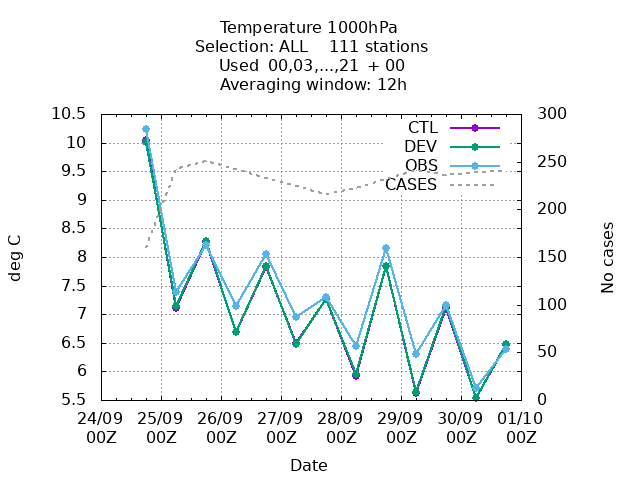 Temperature 1000hPa
Selection: ALL    111 stations
Used 00,03,...,21 + 00
Averaging window: 12h
10.5
10
9.5
9
8.5
8
7.5
7
6.5
6
5.5
300
250
200
150
100
50
0
CTL
DEV
OBS
CASES
deg C
No cases
24/09 25/09 26/09 27/09 28/09 29/09 30/09 01/10
00Z 00Z 00Z 00Z 00Z 00Z 00Z 00Z
Date